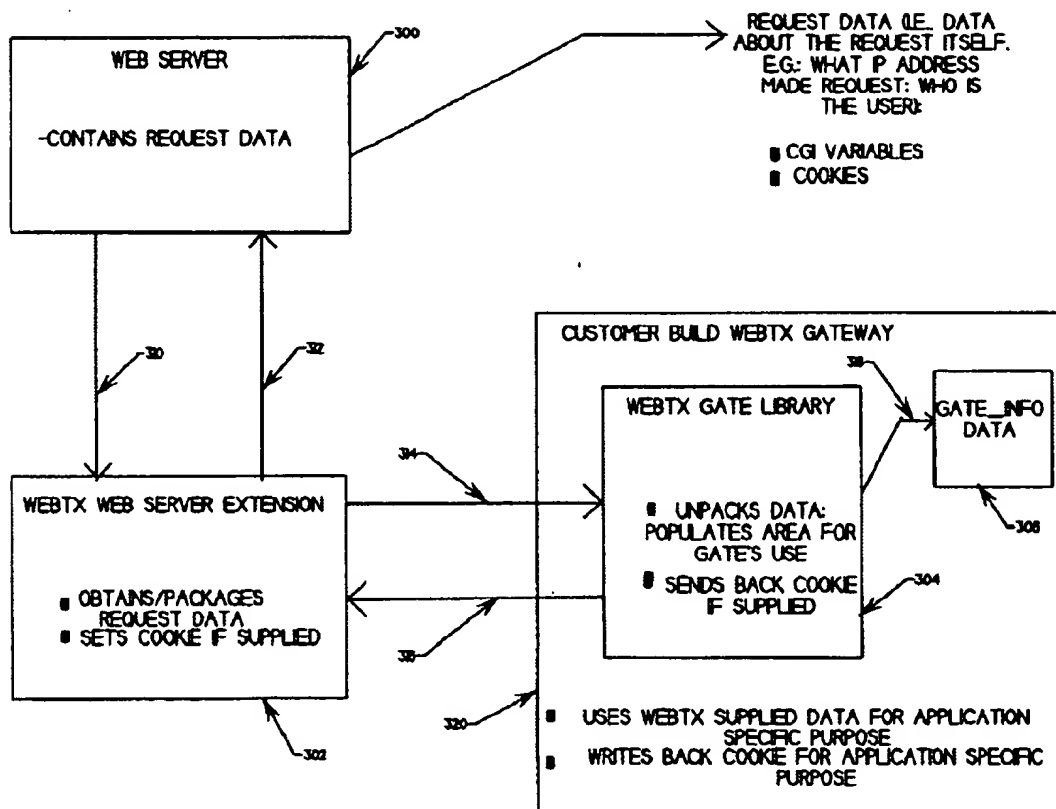 WEB SERVER
-CONTAINS REQUEST DATA
300
REQUEST DATA (I.E. DATA
ABOUT THE REQUEST ITSELF.
E.G.: WHAT IP ADDRESS
MADE REQUEST: WHO IS
THE USER):
■ CGI VARIABLES
■ COOKIES
310
312
CUSTOMER BUILD WEBTX GATEWAY
318
WEBTX GATE LIBRARY
GATE_INFO
DATA
314
WEBTX WEB SERVER EXTENSION
■ UNPACKS DATA:
POPULATES AREA FOR
GATE'S USE
■ SENDS BACK COOKIE
IF SUPPLIED
304
■ OBTAINS/PACKAGES
REQUEST DATA
■ SETS COOKIE IF SUPPLIED
302
320
■ USES WEBTX SUPPLIED DATA FOR APPLICATION
SPECIFIC PURPOSE
■ WRITES BACK COOKIE FOR APPLICATION SPECIFIC
PURPOSE